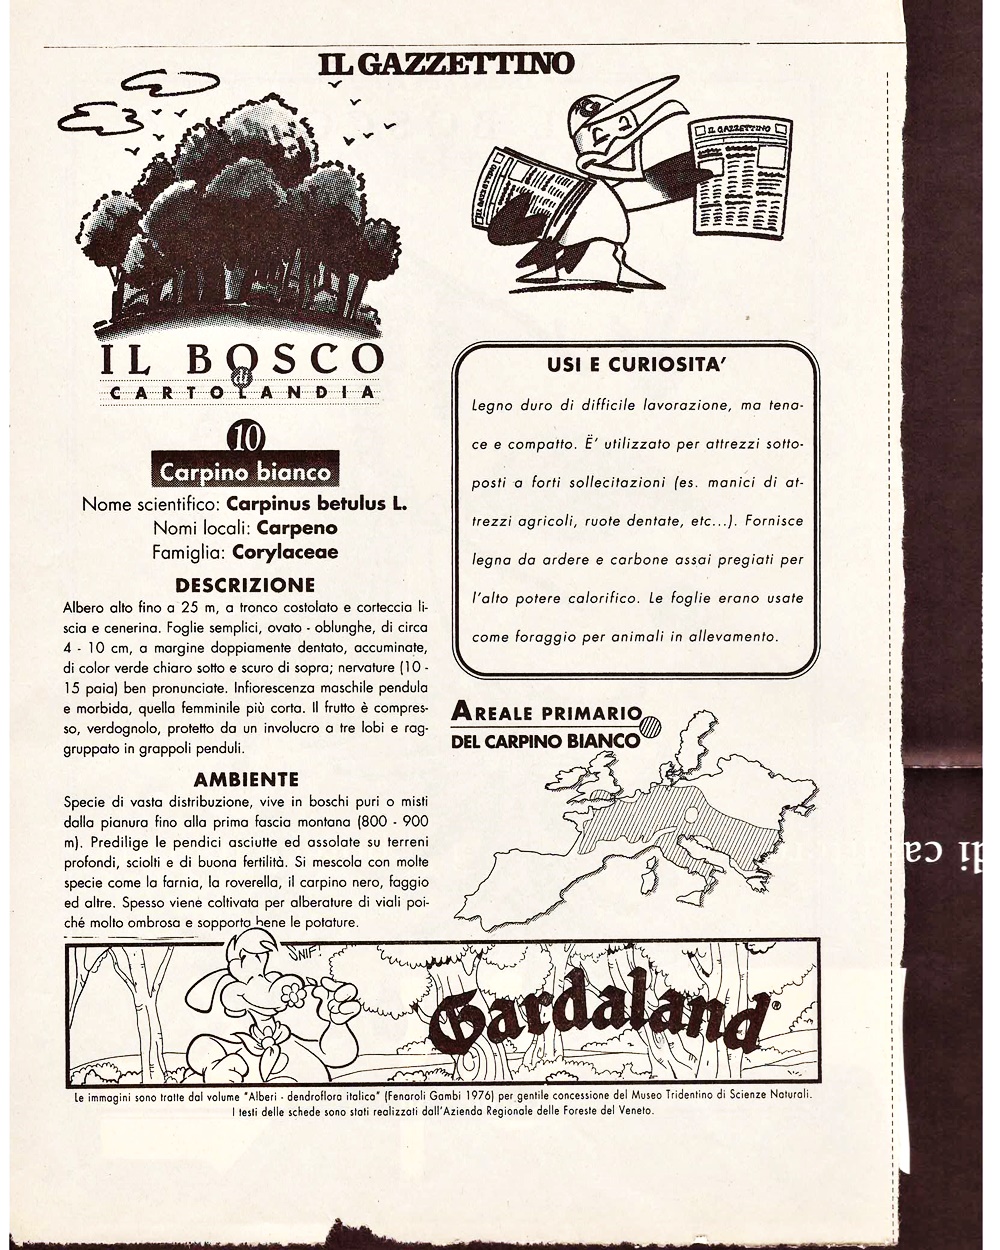 IL GAZZETTINO
IL GAZZETTINO
IL GAZZETTINO
IL BOSCO
di
CARTOLANDIA
10
Carpino bianco
Nome scientifico: Carpinus betulus L.
Nomi locali: Carpeno
Famiglia: Corylaceae
DESCRIZIONE
Albero alto fino a 25 m, a tronco costolato e corteccia li-
scia e cenerina. Foglie semplici, ovato - oblunghe, di circa
4 - 10 cm, a margine doppiamente dentato, accuminate,
di color verde chiaro sotto e scuro di sopra; nervature (10 -
15 paia) ben pronunciate. Infiorescenza maschile pendula
e morbida, quella femminile più corta. Il frutto è compres-
so, verdognolo, protetto da un involucro a tre lobi e rag-
gruppato in grappoli penduli.
AMBIENTE
Specie di vasta distribuzione, vive in boschi puri o misti
dalla pianura fino alla prima fascia montana (800 - 900
m). Predilige le pendici asciutte ed assolate su terreni
profondi, sciolti e di buona fertilità. Si mescola con molte
specie come la farnia, la roverella, il carpino nero, faggio
ed altre. Spesso viene coltivata per alberature di viali poi-
ché molto ombrosa e sopporta bene le potature.
USI E CURIOSITA'
Legno duro di difficile lavorazione, ma tena-
ce e compatto. Ë' utilizzato per attrezzi sotto-
posti a forti sollecitazioni (es. manici di at-
trezzi agricoli, ruote dentate, etc...). Fornisce
legna da ardere e carbone assai pregiati per
l'alto potere calorifico. Le foglie erano usate
come foraggio per animali in allevamento.
AREALE PRIMARIO
DEL CARPINO BIANCO
SNIF!
Gardaland®
Le immagini sono tratte dal volume "Alberi - dendroflora italica" (Fenaroli Gambi 1976) per gentile concessione del Museo Tridentino di Scienze Naturali.
I testi delle schede sono stati realizzati dall'Azienda Regionale delle Foreste del Veneto.
di ca